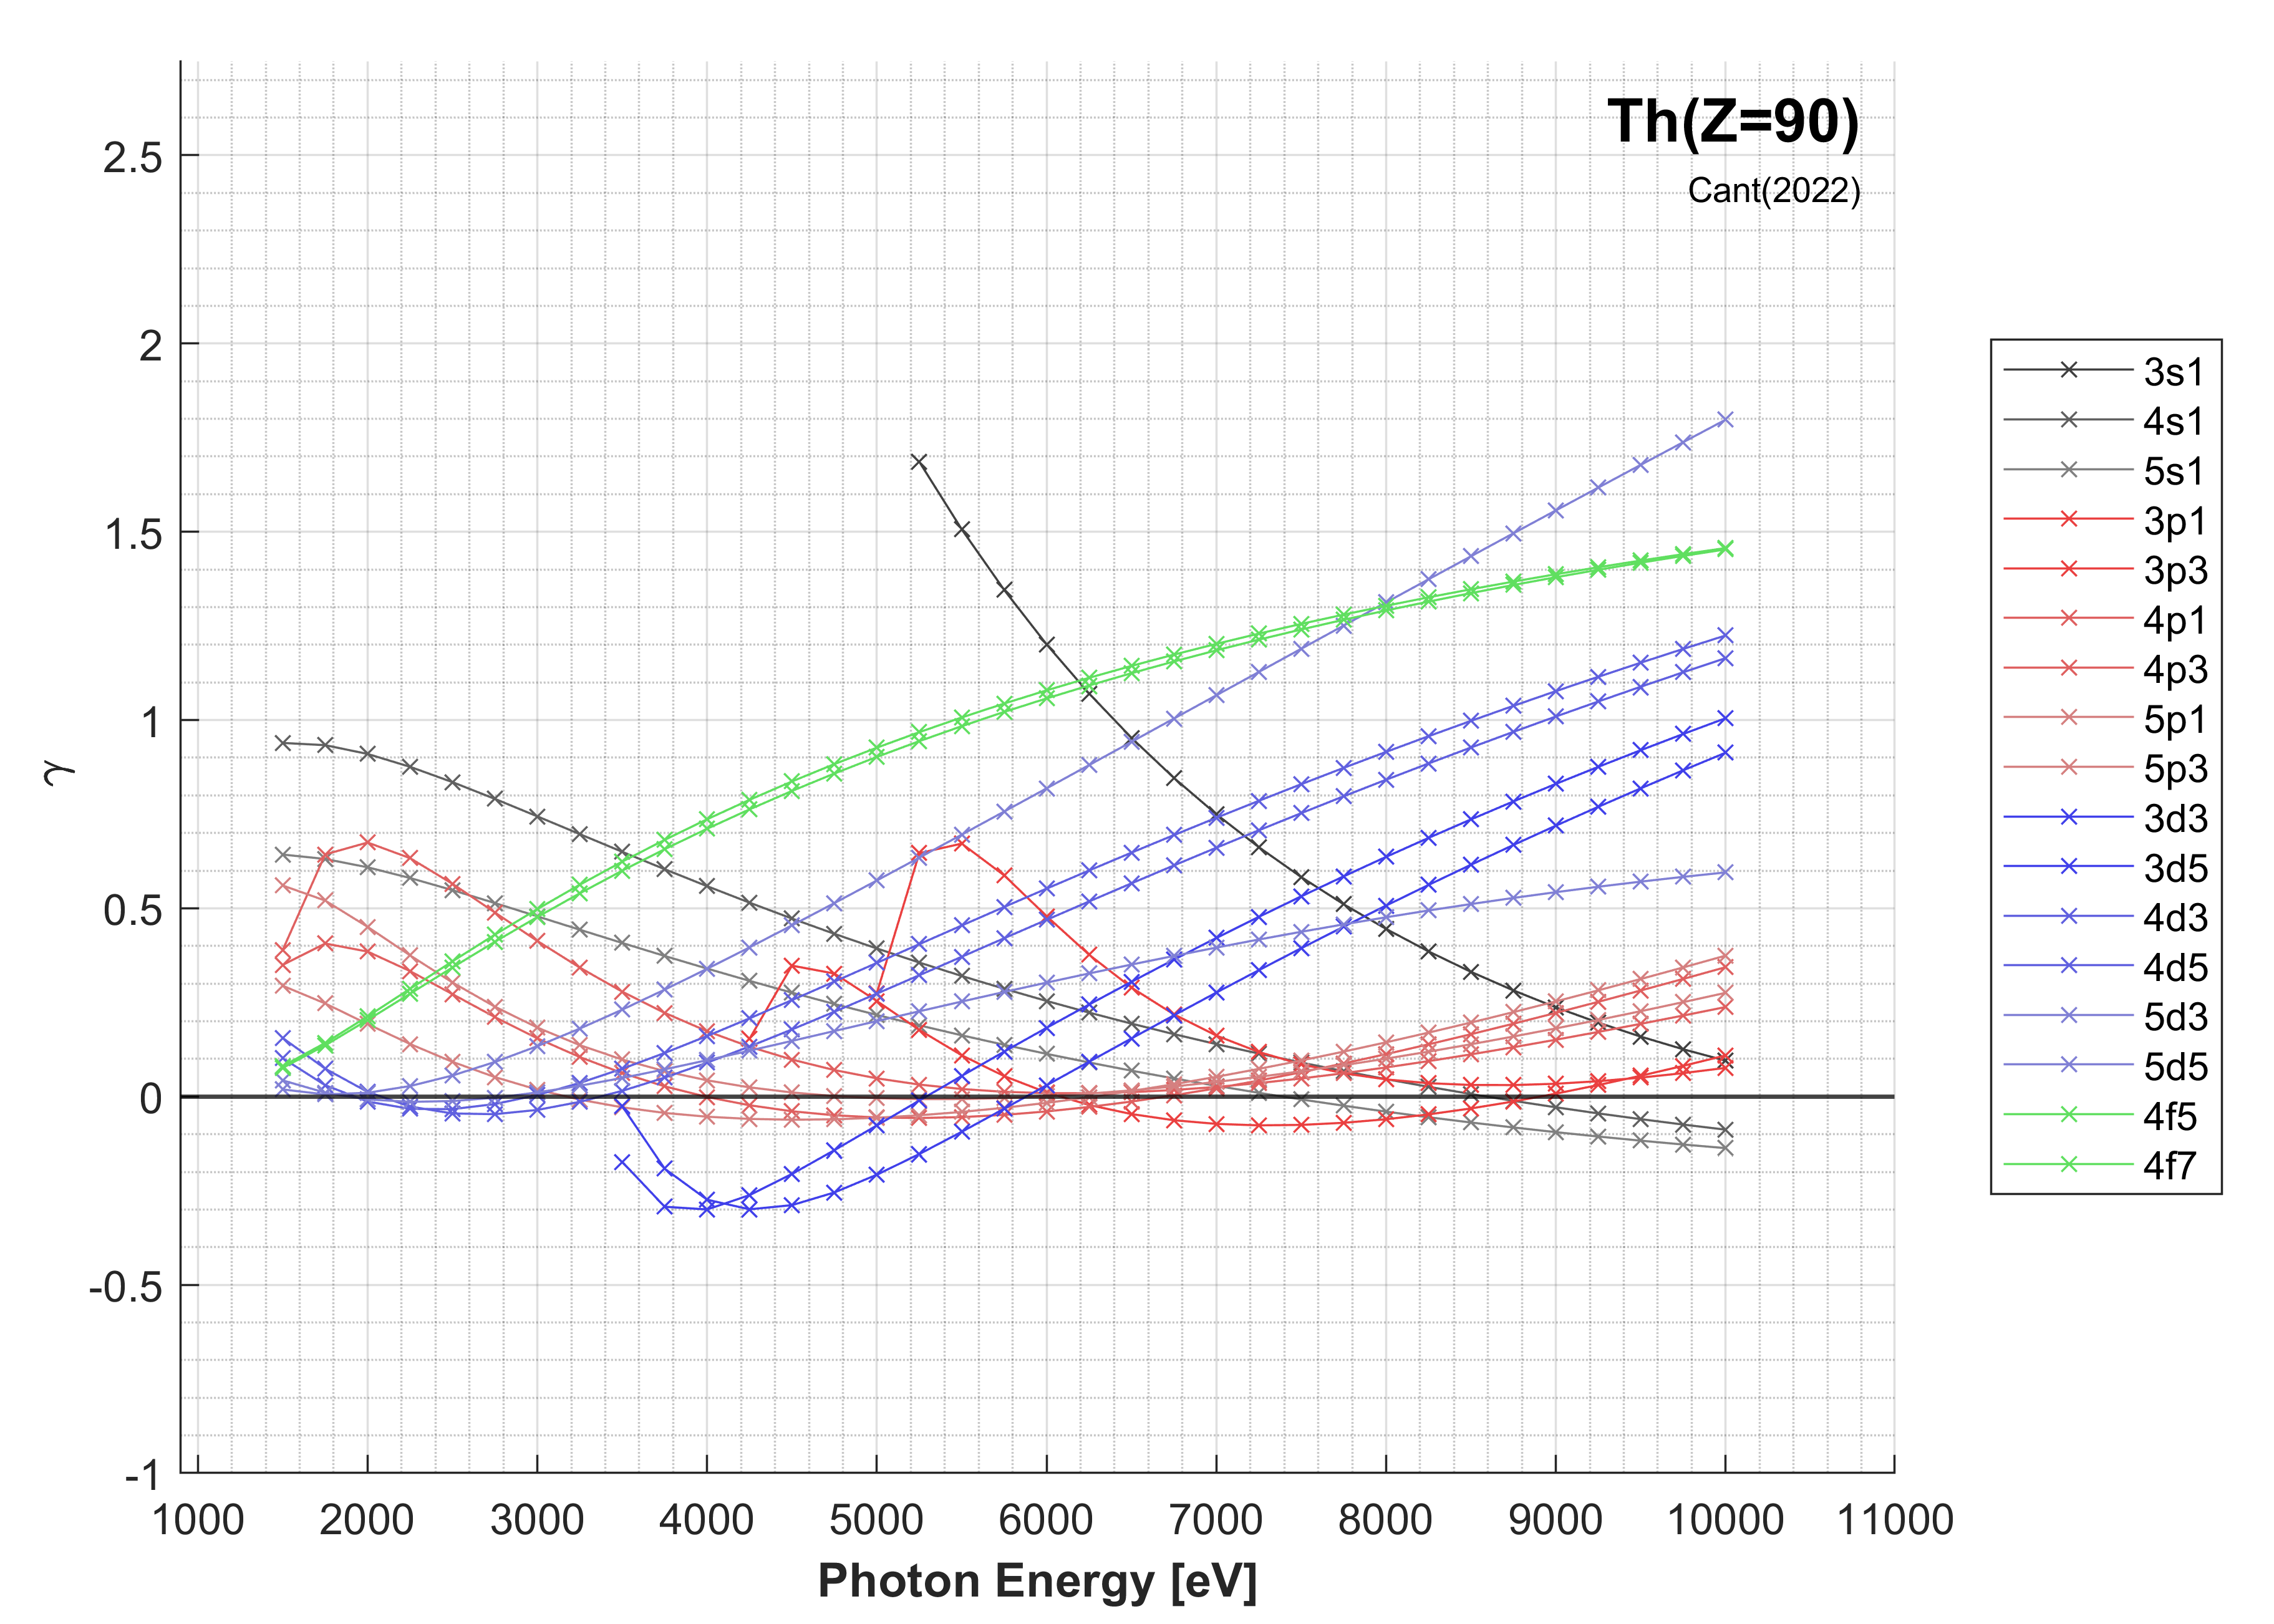 Th(Z=90)
Cant(2022)
2.5
2
1.5
1
0.5
0
-0.5
-1
γ
1000 2000 3000 4000 5000 6000 7000 8000 9000 10000 11000
Photon Energy [eV]
3s1
4s1
5s1
3p1
3p3
4p1
4p3
5p1
5p3
3d3
3d5
4d3
4d5
5d3
5d5
4f5
4f7